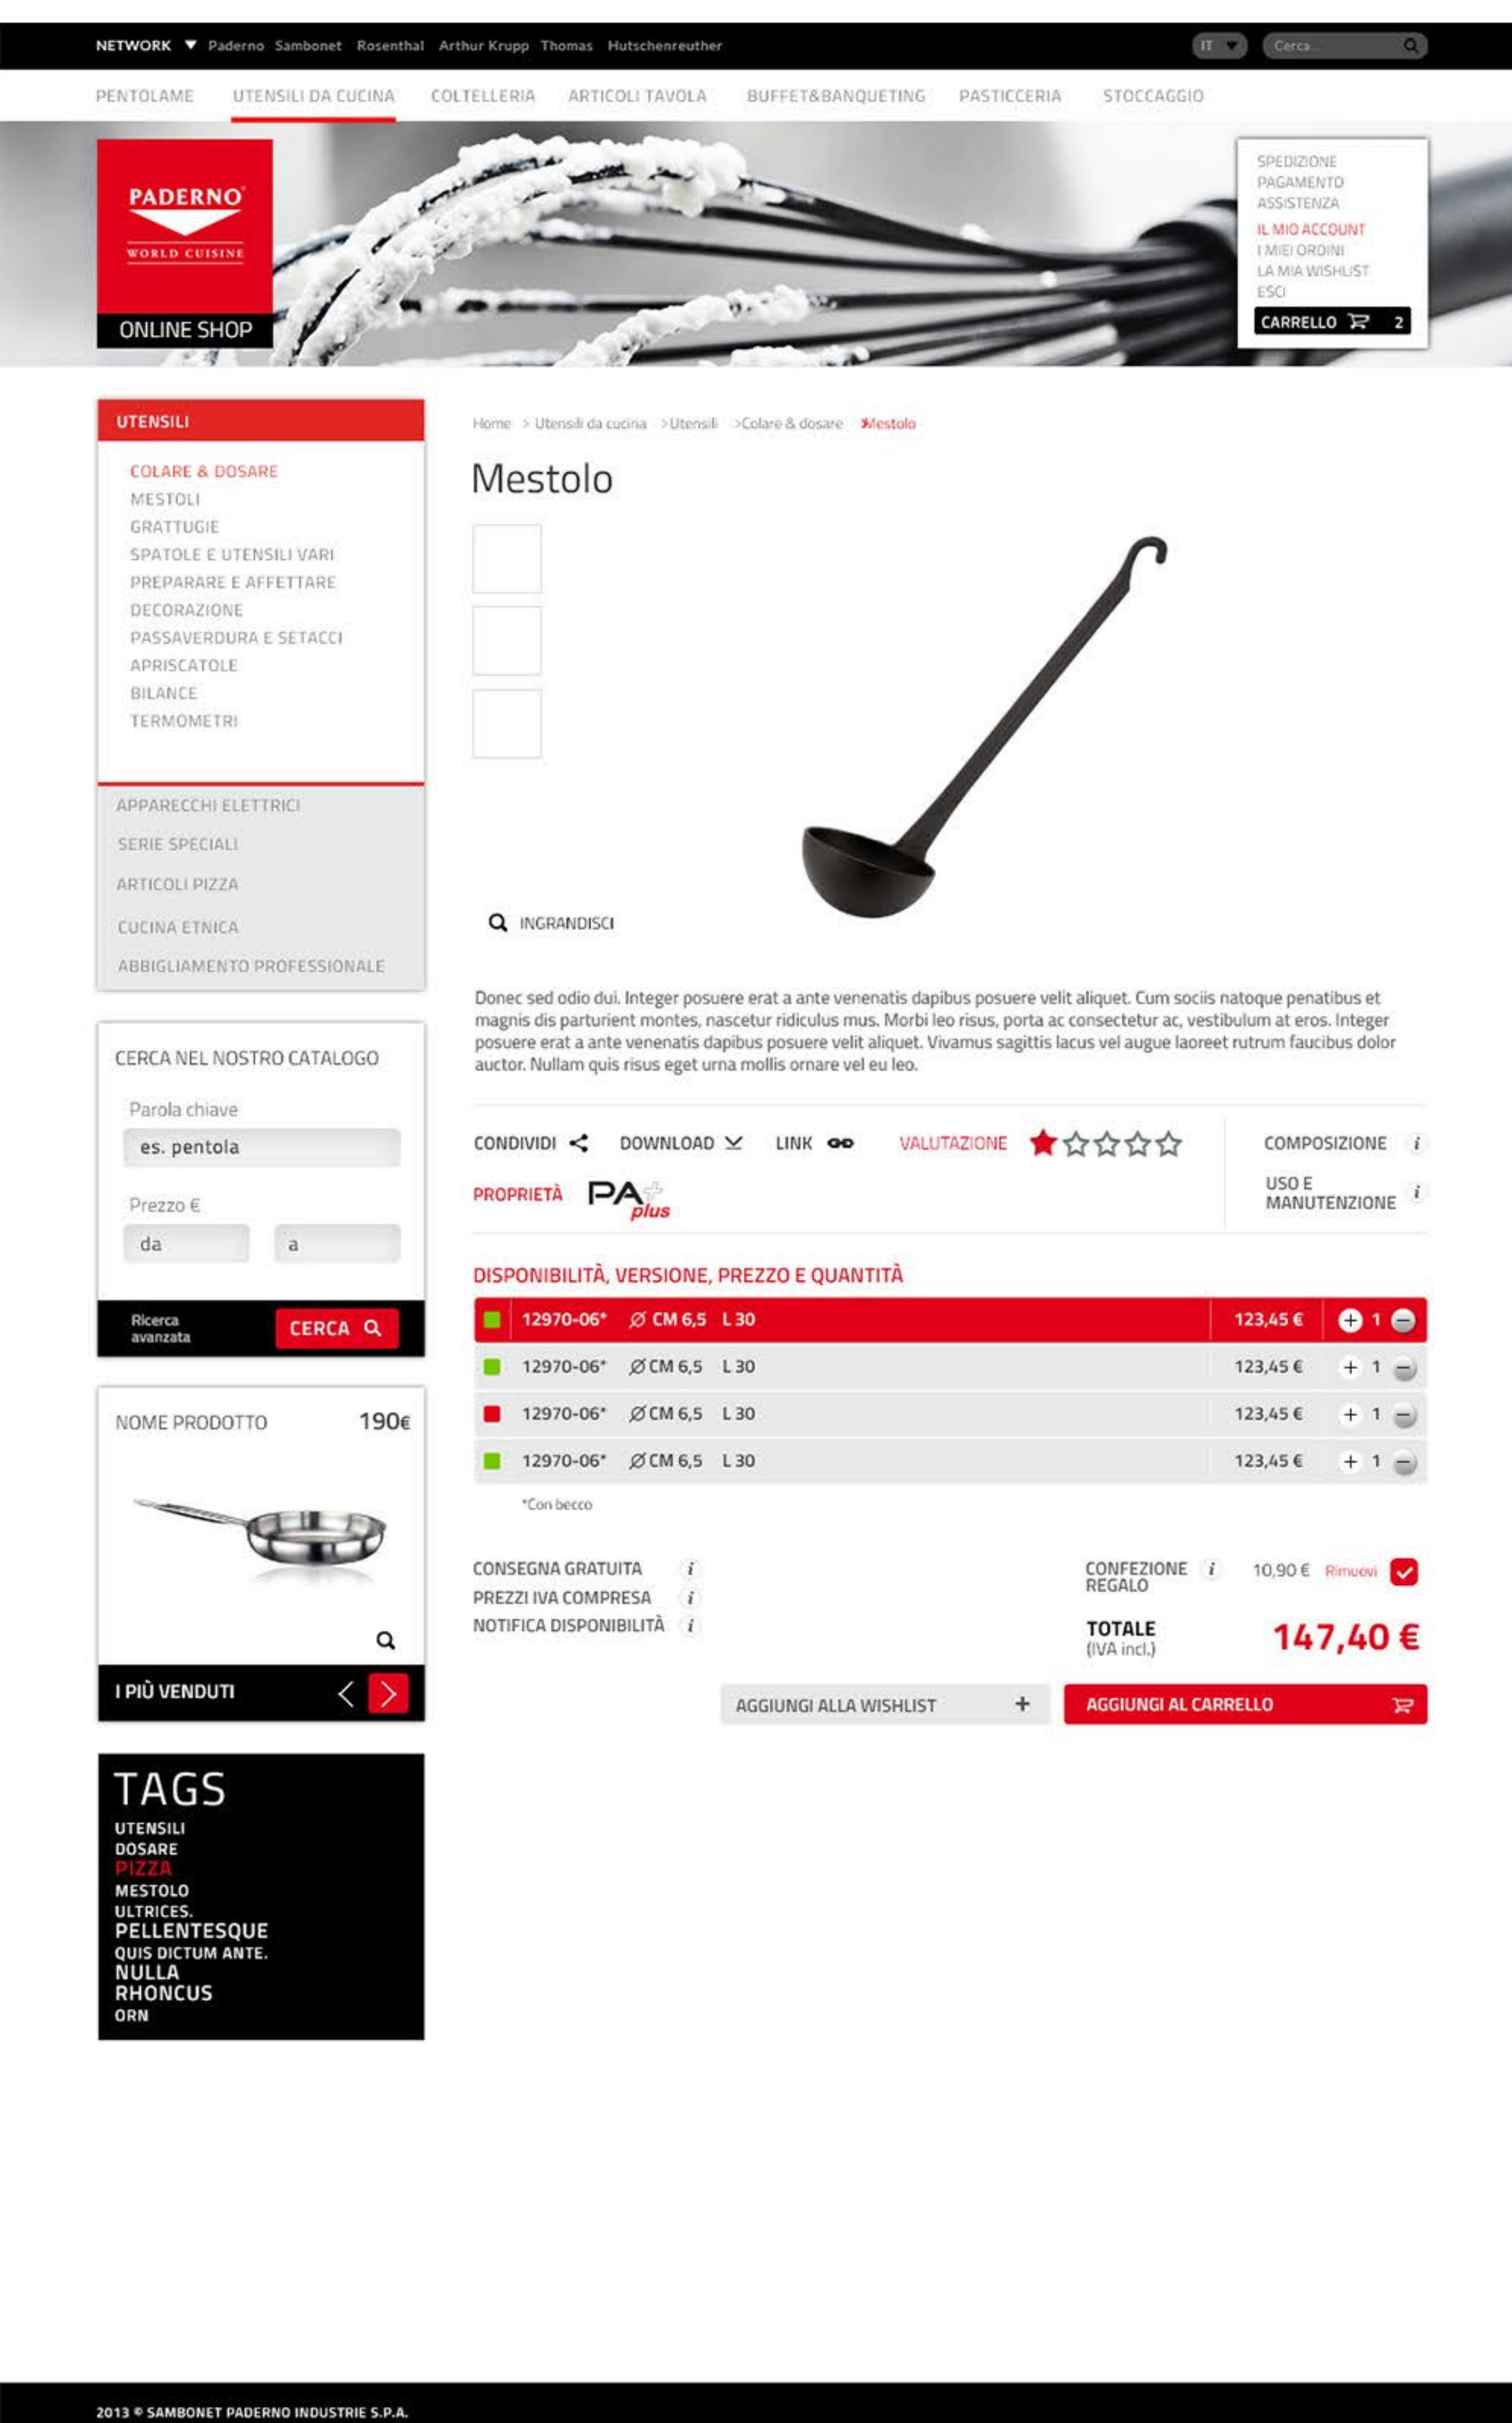 NETWORK ▼ Paderno Sambonet Rosenthal Arthur Krupp Thomas Hutschenreuther
IT ▼ Cerca...
PENTOLAME UTENSILI DA CUCINA COLTELLERIA ARTICOLI TAVOLA BUFFET&BANQUETING PASTICCERIA STOCCAGGIO
PADERNO®
WORLD CUISINE
ONLINE SHOP
SPEDIZIONE
PAGAMENTO
ASSISTENZA
IL MIO ACCOUNT
I MIEI ORDINI
LA MIA WISHLIST
ESCI
CARRELLO 2
UTENSILI
COLARE & DOSARE
MESTOLI
GRATTUGIE
SPATOLE E UTENSILI VARI
PREPARARE E AFFETTARE
DECORAZIONE
PASSAVERDURA E SETACCI
APRISCATOLE
BILANCE
TERMOMETRI
APPARECCHI ELETTRICI
SERIE SPECIALI
ARTICOLI PIZZA
CUCINA ETNICA
ABBIGLIAMENTO PROFESSIONALE
CERCA NEL NOSTRO CATALOGO
Parola chiave
es. pentola
Prezzo €
da a
Ricerca
avanzata
CERCA
NOME PRODOTTO 190€
I PIÙ VENDUTI < >
TAGS
UTENSILI
DOSARE
PIZZA
MESTOLO
ULTRICES.
PELLENTESQUE
QUIS DICTUM ANTE.
NULLA
RHONCUS
ORN
Home > Utensili da cucina >Utensili >Colare & dosare >Mestolo
Mestolo
INGRANDISCI
Donec sed odio dui. Integer posuere erat a ante venenatis dapibus posuere velit aliquet. Cum sociis natoque penatibus et
magnis dis parturient montes, nascetur ridiculus mus. Morbi leo risus, porta ac consectetur ac, vestibulum at eros. Integer
posuere erat a ante venenatis dapibus posuere velit aliquet. Vivamus sagittis lacus vel augue laoreet rutrum faucibus dolor
auctor. Nullam quis risus eget urna mollis ornare vel eu leo.
CONDIVIDI DOWNLOAD LINK VALUTAZIONE
PROPRIETÀ PA+ plus
COMPOSIZIONE i
USO E
MANUTENZIONE i
DISPONIBILITÀ, VERSIONE, PREZZO E QUANTITÀ
12970-06* Ø CM 6,5 L 30 123,45 € + 1 −
12970-06* Ø CM 6,5 L 30 123,45 € + 1 −
12970-06* Ø CM 6,5 L 30 123,45 € + 1 −
12970-06* Ø CM 6,5 L 30 123,45 € + 1 −
*Con becco
CONSEGNA GRATUITA i
PREZZI IVA COMPRESA i
NOTIFICA DISPONIBILITÀ i
CONFEZIONE
REGALO i 10,90 € Rimuovi
TOTALE
(IVA incl.)
147,40 €
AGGIUNGI ALLA WISHLIST +
AGGIUNGI AL CARRELLO
2013 © SAMBONET PADERNO INDUSTRIE S.P.A.